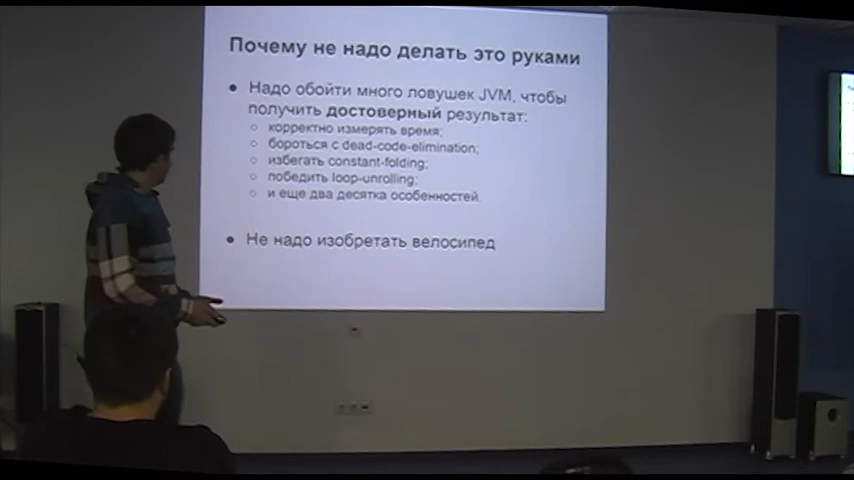 Почему не надо делать это руками
● Надо обойти много ловушек JVM, чтобы
получить достоверный результат:
○ корректно измерять время;
○ бороться с dead-code-elimination;
○ избегать constant-folding;
○ победить loop-unrolling;
○ и еще два десятка особенностей.
● Не надо изобретать велосипед